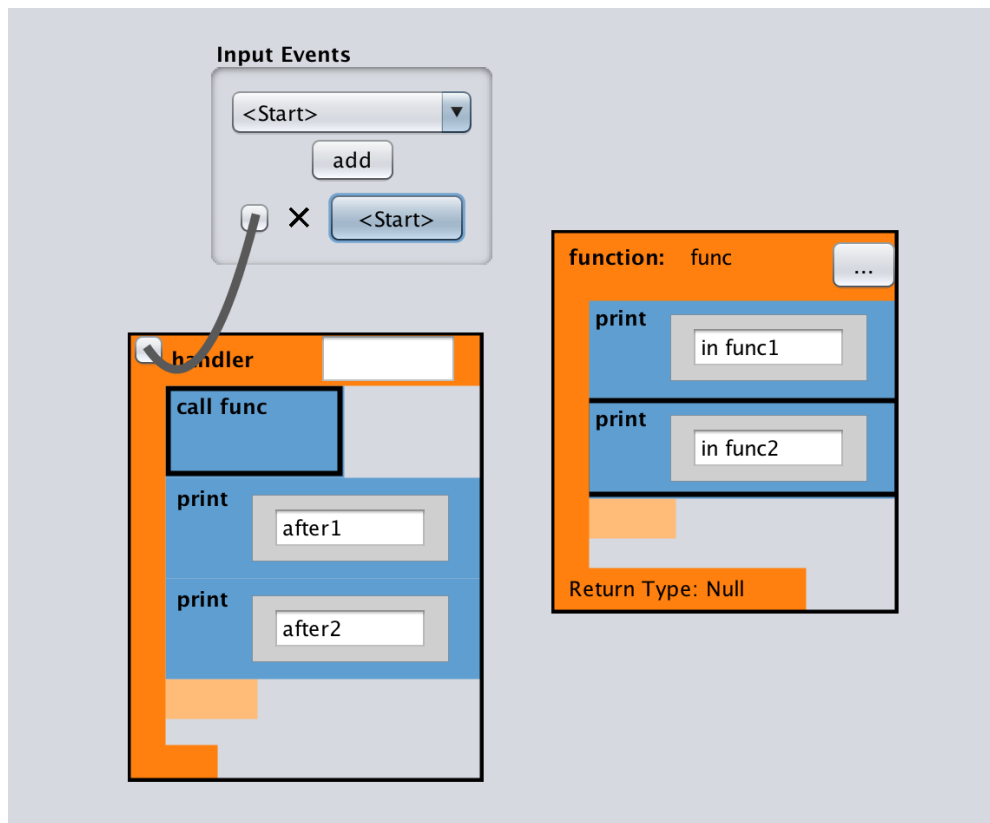 Input Events
<Start>
add
<Start>
handler
call func
print
after1
print
after2
function: func
...
print
in func1
print
in func2
Return Type: Null